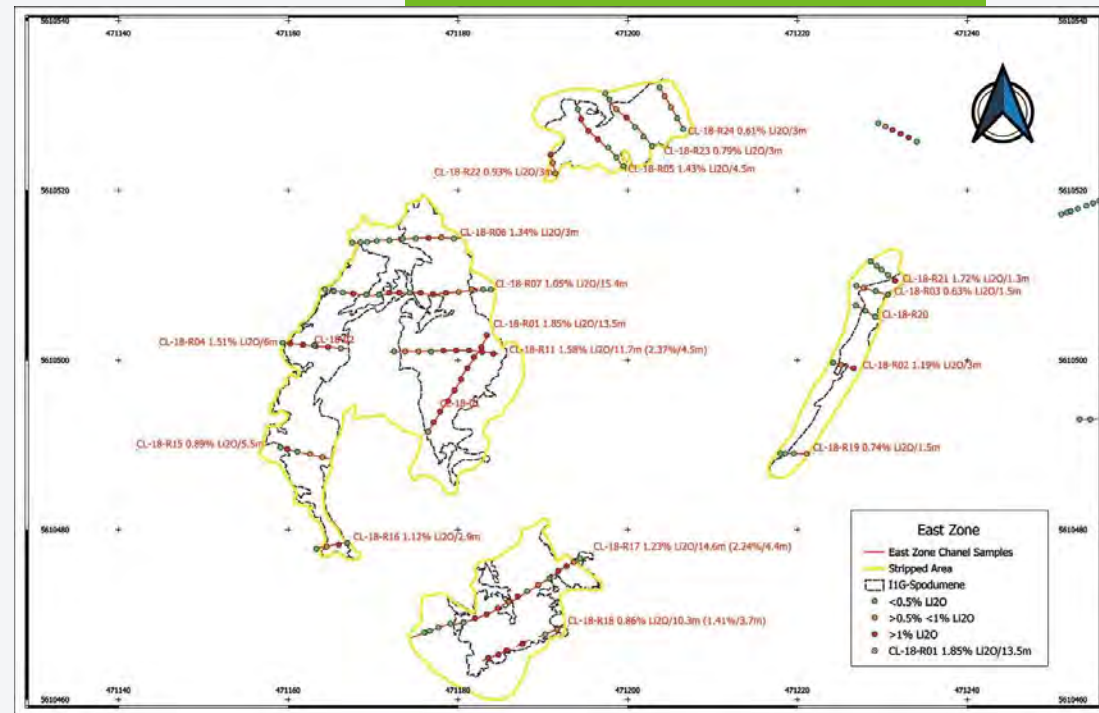 471140 471160 471180 471200 471220 471240
5610540 5610540
CL-18-R24 0.61% Li2O/3m
CL-18-R23 0.79% Li2O/3m
CL-18-R22 0.93% Li2O/3m
CL-18-R05 1.43% Li2O/4.5m
5610520 5610520
CL-18-R06 1.34% Li2O/3m
CL-18-R21 1.72% Li2O/1.3m
CL-18-R07 1.05% Li2O/15.4m
CL-18-R03 0.63% Li2O/1.5m
CL-18-R20
CL-18-R01 1.85% Li2O/13.5m
CL-18-R04 1.51% Li2O/6m
CL-18-R11 1.58% Li2O/11.7m (2.37%/4.5m)
5610500 5610500
CL-18-R02 1.19% Li2O/3m
CL-18-R15 0.89% Li2O/5.5m
CL-18-R19 0.74% Li2O/1.5m
5610480 5610480
CL-18-R16 1.12% Li2O/2.9m
CL-18-R17 1.23% Li2O/14.6m (2.24%/4.4m)
CL-18-R18 0.86% Li2O/10.3m (1.41%/3.7m)
East Zone
East Zone Chanel Samples
Stripped Area
I1G-Spodumene
<0.5% Li2O
>0.5% <1% Li2O
>1% Li2O
CL-18-R01 1.85% Li2O/13.5m
5610460 5610460
471140 471160 471180 471200 471220 471240